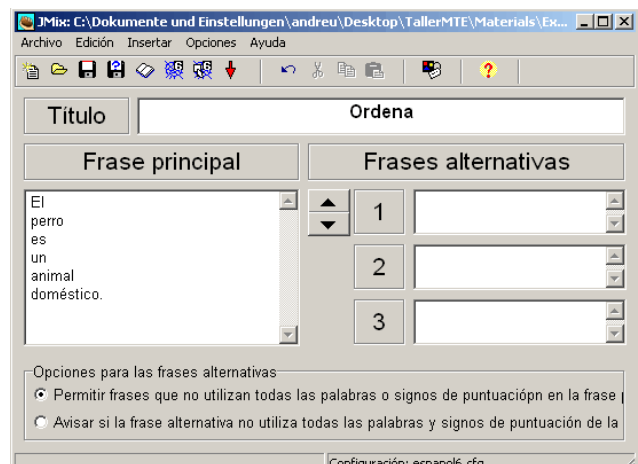 JMix: C:\Dokumente und Einstellungen\andreu\Desktop\TallerMTE\Materials\Ex...
Archivo Edición Insertar Opciones Ayuda
Título
Ordena
Frase principal
Frases alternativas
El
perro
es
un
animal
doméstico.
1
2
3
Opciones para las frases alternativas
Permitir frases que no utilizan todas las palabras o signos de puntuaciópn en la frase
Avisar si la frase alternativa no utiliza todas las palabras y signos de puntuación de la
Configuración: espanol6.cfg